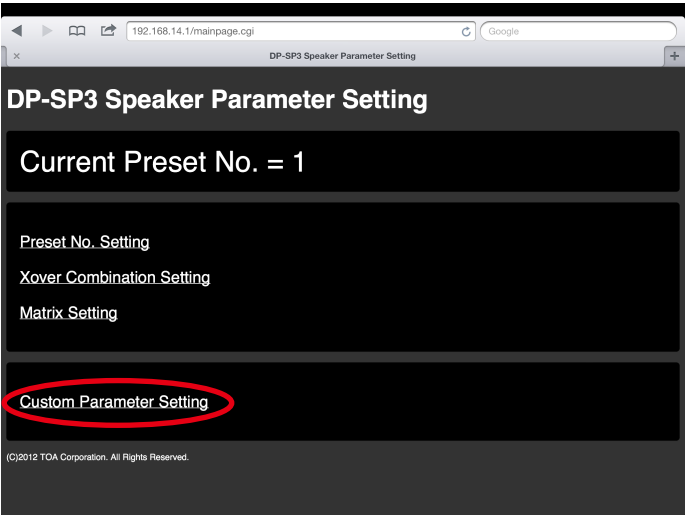 192.168.14.1/mainpage.cgi
Google
DP-SP3 Speaker Parameter Setting
DP-SP3 Speaker Parameter Setting
Current Preset No. = 1
Preset No. Setting
Xover Combination Setting
Matrix Setting
Custom Parameter Setting
(C)2012 TOA Corporation. All Rights Reserved.